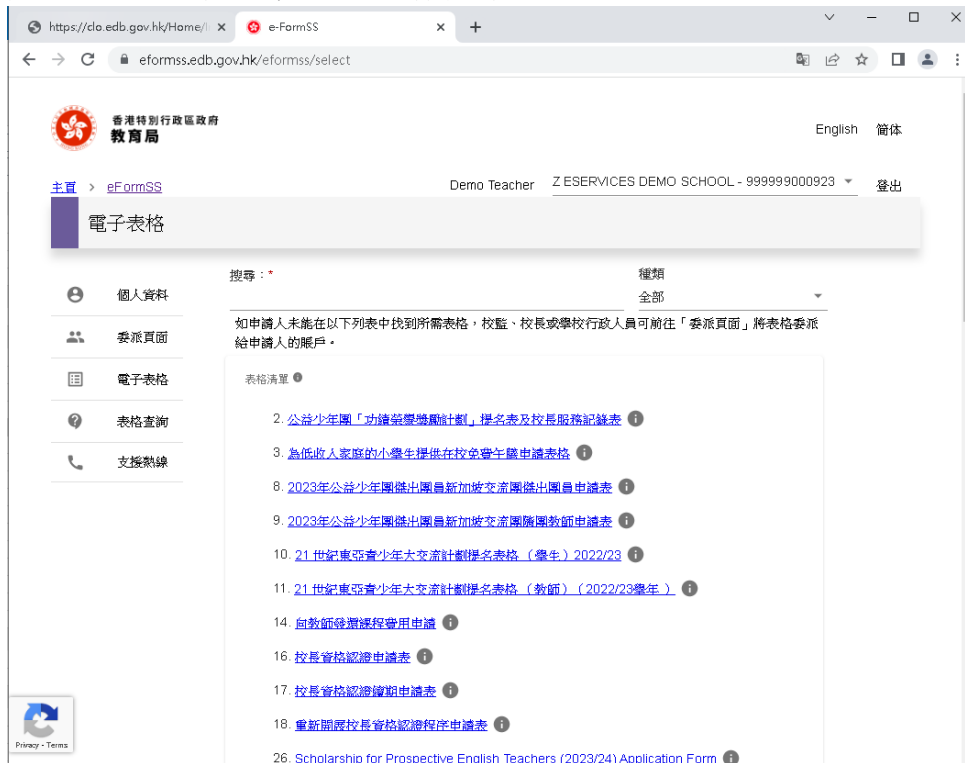 https://clo.edb.gov.hk/Home/
e-FormSS
eformss.edb.gov.hk/eformss/select
香港特別行政區政府
教育局
English 简体
主頁 > eFormSS
Demo Teacher Z ESERVICES DEMO SCHOOL - 999999000923 登出
電子表格
個人資料
委派頁面
電子表格
表格查詢
支援熱線
搜尋：*
種類
全部
如申請人未能在以下列表中找到所需表格，校監、校長或學校行政人員可前往「委派頁面」將表格委派
給申請人的賬戶。
表格清單
2. 公益少年團「功績榮譽獎勵計劃」提名表及校長服務記錄表
3. 為低收入家庭的小學生提供在校免費午膳申請表格
8. 2023年公益少年團傑出團員新加坡交流團傑出團員申請表
9. 2023年公益少年團傑出團員新加坡交流團隨團教師申請表
10. 21 世紀東亞青少年大交流計劃提名表格 （學生）2022/23
11. 21 世紀東亞青少年大交流計劃提名表格 （教師）（2022/23學年 ）
14. 向教師發還課程費用申請
16. 校長資格認證申請表
17. 校長資格認證續期申請表
18. 重新開展校長資格認證程序申請表
26. Scholarship for Prospective English Teachers (2023/24) Application Form
Privacy - Terms